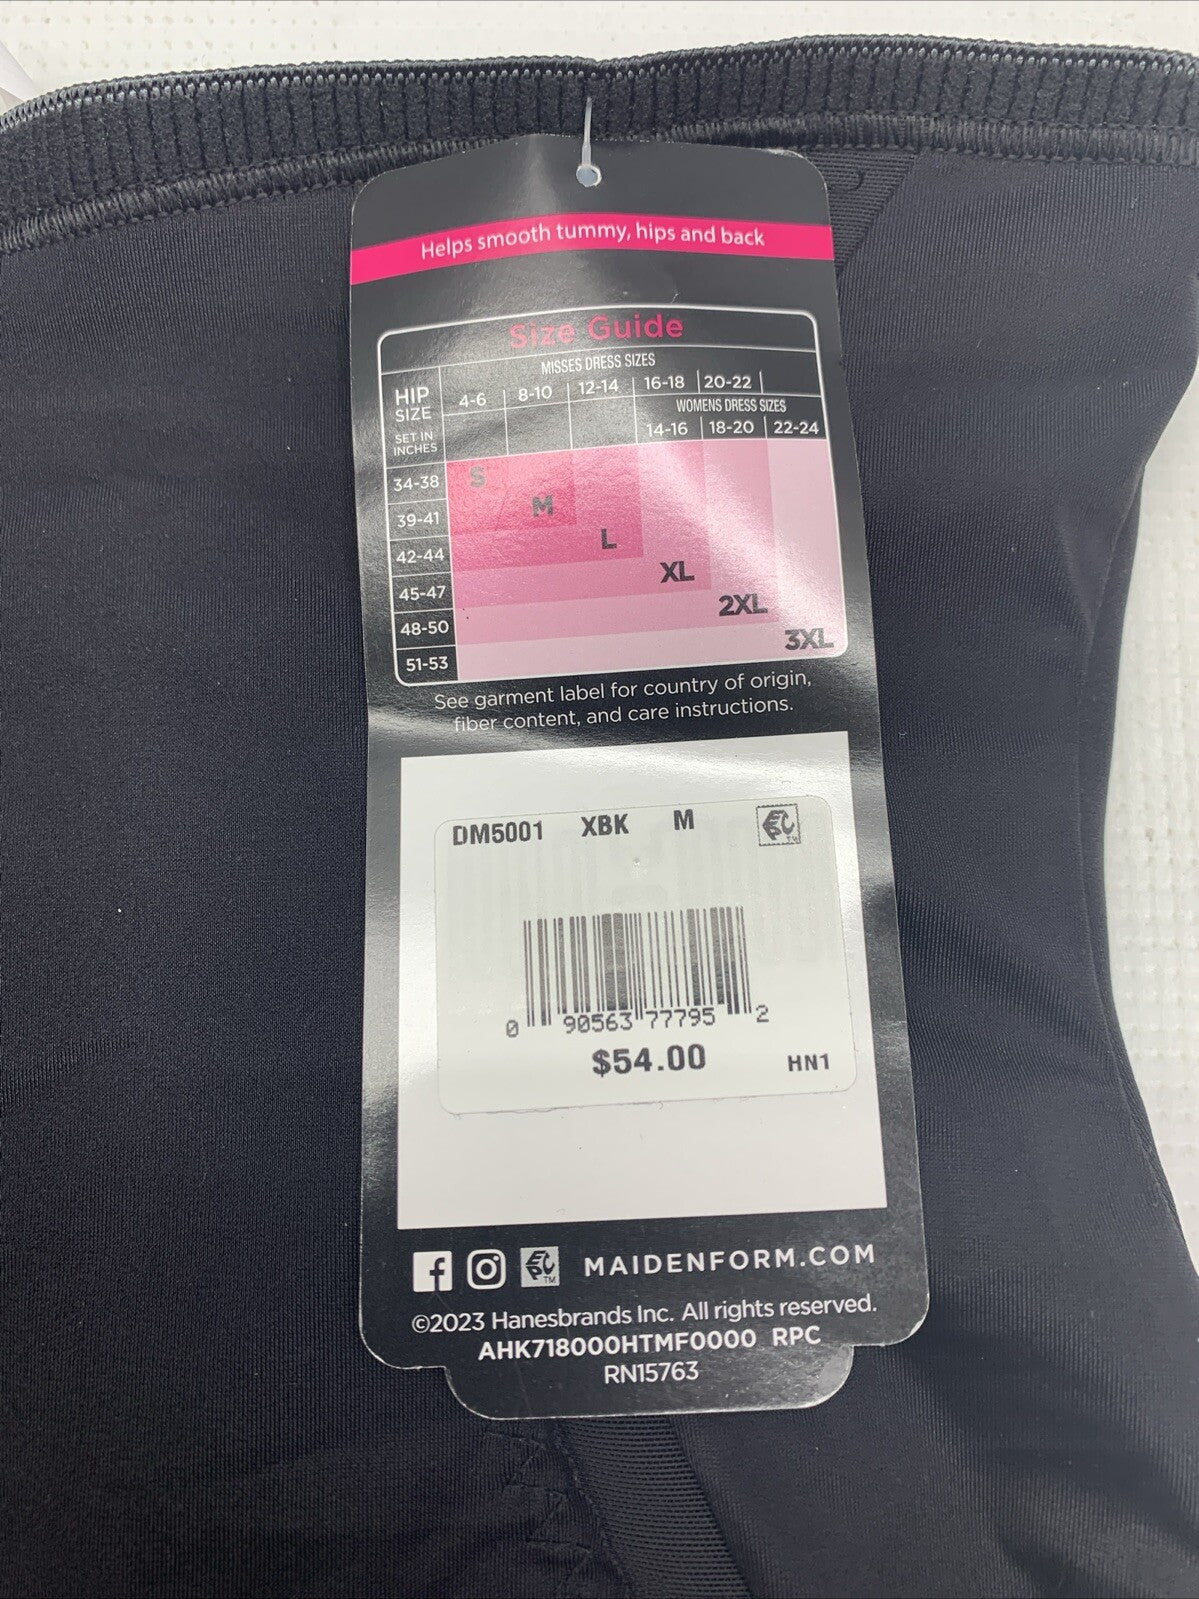 Helps smooth tummy, hips and back
Size Guide
MISSES DRESS SIZES
HIP SIZE SET IN INCHES
4-6 8-10 12-14 16-18 20-22
WOMENS DRESS SIZES
14-16 18-20 22-24
34-38 S
39-41 M
42-44 L
45-47 XL
48-50 2XL
51-53 3XL
See garment label for country of origin,
fiber content, and care instructions.
DM5001 XBK M EPC TM
0 90563 77795 2
$54.00 HN1
f EPC TM MAIDENFORM.COM
©2023 Hanesbrands Inc. All rights reserved.
AHK718000HTMF0000 RPC
RN15763